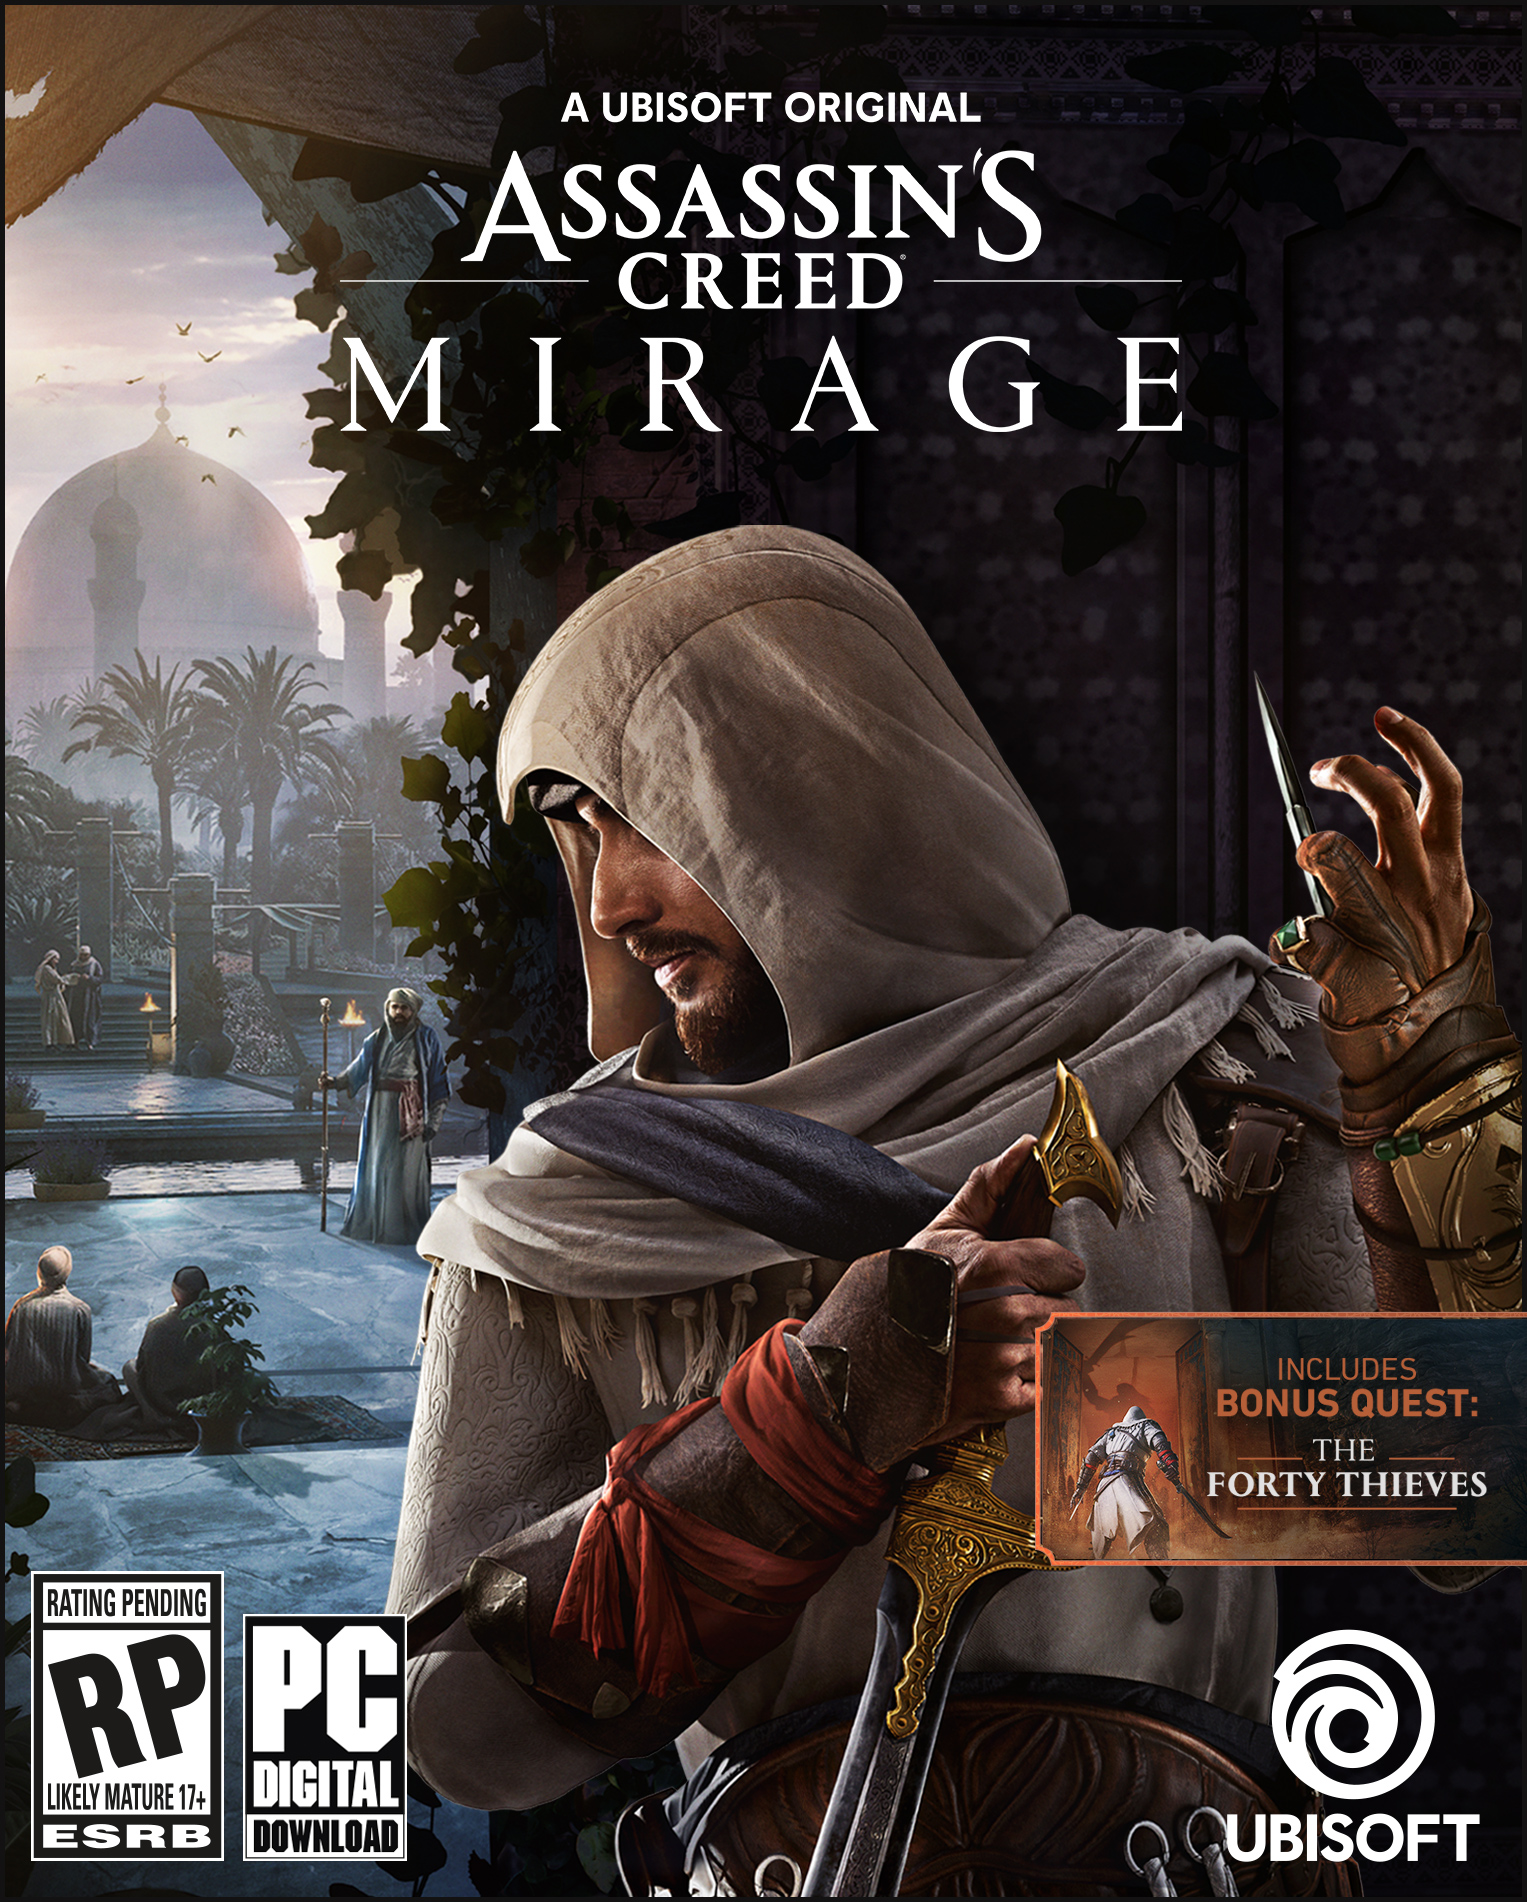 A UBISOFT ORIGINAL
ASSASSIN'S
CREED®
MIRAGE
INCLUDES
BONUS QUEST:
THE
FORTY THIEVES
RATING PENDING
RP
LIKELY MATURE 17+
ESRB
PC
DIGITAL
DOWNLOAD
UBISOFT